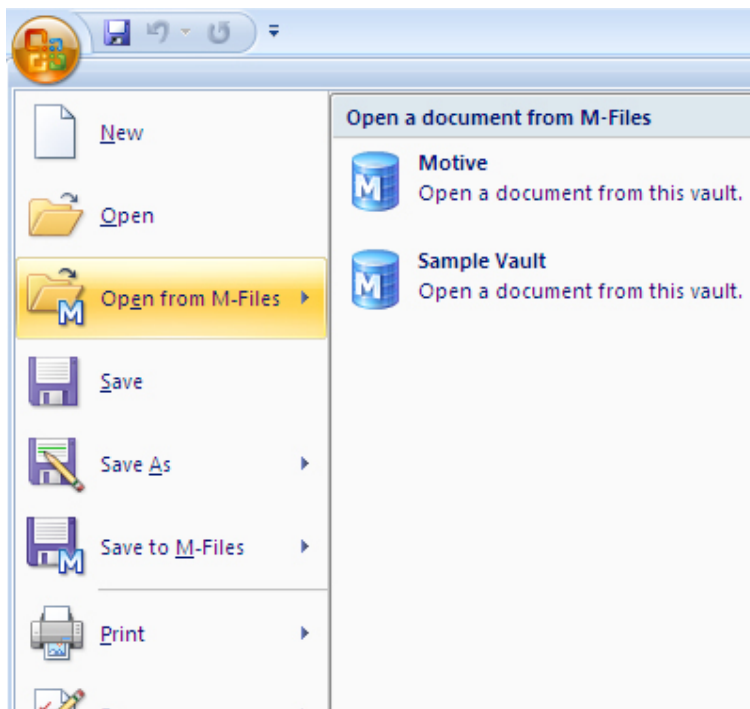 New
Open
Open from M-Files
Save
Save As
Save to M-Files
Print
Open a document from M-Files
M Motive
Open a document from this vault.
M Sample Vault
Open a document from this vault.
M
M